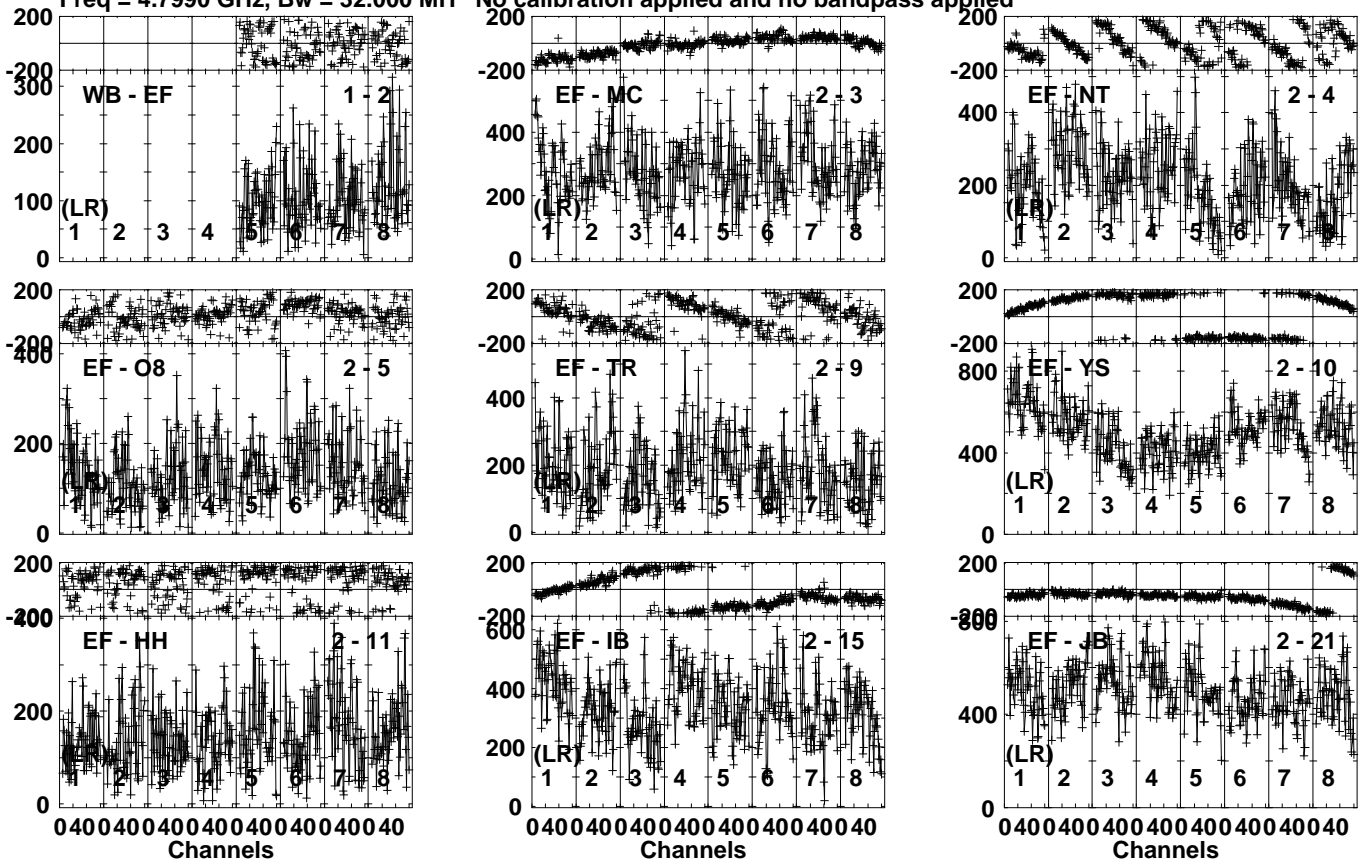 Freq = 4.7990 GHz, Bw = 32.000 MH No calibration applied and no bandpass applied
200
-200
300
200
100
0
WB - EF 1 - 2
(LR)
1 2 3 4 5 6 7 8
200
-200
400
200
0
EF - MC 2 - 3
(LR)
1 2 3 4 5 6 7 8
200
-200
400
200
0
EF - NT 2 - 4
(LR)
1 2 3 4 5 6 7 8
200
-200
400
200
0
EF - O8 2 - 5
(LR)
1 2 3 4 5 6 7 8
200
-200
400
200
0
EF - TR 2 - 9
(LR)
1 2 3 4 5 6 7 8
200
-200
800
400
0
EF - YS 2 - 10
(LR)
1 2 3 4 5 6 7 8
200
-200
400
200
0
EF - HH 2 - 11
(LR)
1 2 3 4 5 6 7 8
0 40 0 40 0 40 0 40 0 40 0 40 0 40 0 40
Channels
200
-200
600
400
200
0
EF - IB 2 - 15
(LR)
1 2 3 4 5 6 7 8
0 40 0 40 0 40 0 40 0 40 0 40 0 40 0 40
Channels
200
-200
800
400
0
EF - JB 2 - 21
(LR)
1 2 3 4 5 6 7 8
0 40 0 40 0 40 0 40 0 40 0 40 0 40 0 40
Channels